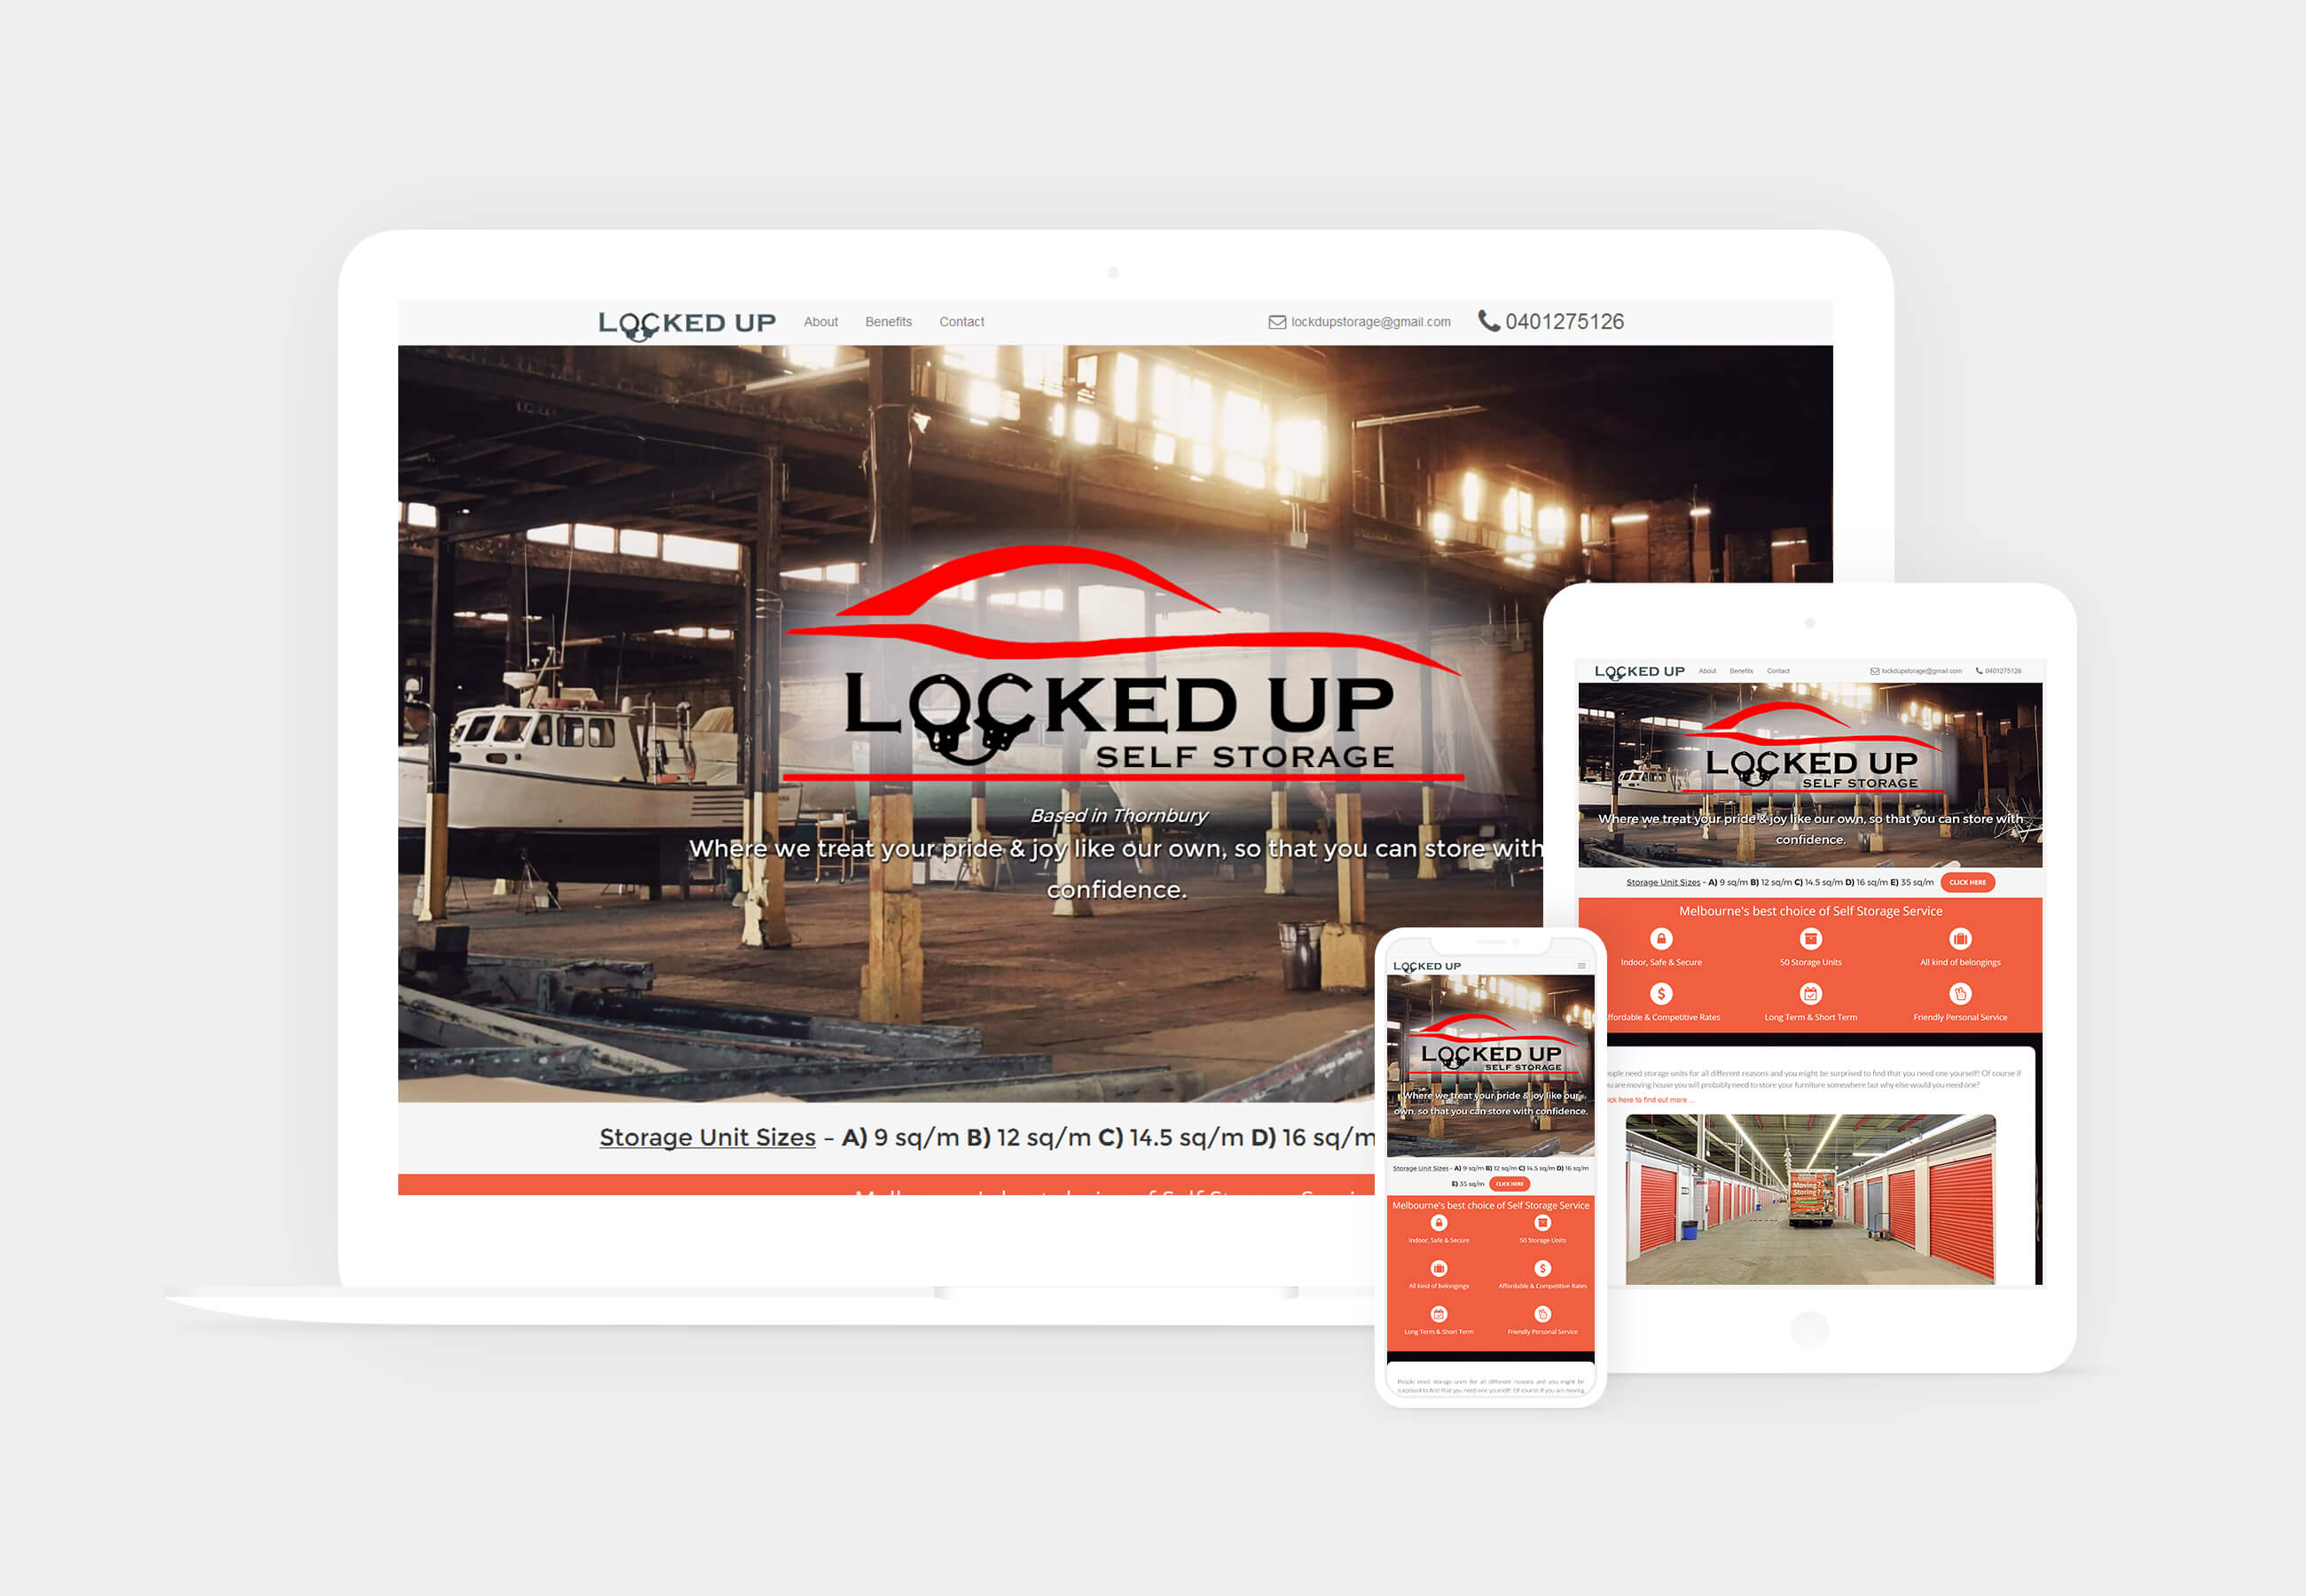 LOCKED UP About Benefits Contact lockdupstorage@gmail.com 0401275126
LOCKED UP
SELF STORAGE
Based in Thornbury
Where we treat your pride & joy like our own, so that you can store with
confidence.
Storage Unit Sizes - A) 9 sq/m B) 12 sq/m C) 14.5 sq/m D) 16 sq/m
LOCKED UP About Benefits Contact lockdupstorage@gmail.com 0401275126
LOCKED UP
SELF STORAGE
Where we treat your pride & joy like our own, so that you can store with
confidence.
Storage Unit Sizes - A) 9 sq/m B) 12 sq/m C) 14.5 sq/m D) 16 sq/m E) 35 sq/m CLICK HERE
Melbourne's best choice of Self Storage Service
Indoor, Safe & Secure 50 Storage Units All kind of belongings
ffordable & Competitive Rates Long Term & Short Term Friendly Personal Service
ople need storage units for all different reasons and you might be surprised to find that you need one yourself! Of course if
u are moving house you will probably need to store your furniture somewhere but why else would you need one?
ick here to find out more ...
Moving
Storing
LOCKED UP
LOCKED UP
SELF STORAGE
Where we treat your pride & joy like our
own, so that you can store with confidence.
Storage Unit Sizes - A) 9 sq/m B) 12 sq/m C) 14.5 sq/m D) 16 sq/m
E) 35 sq/m CLICK HERE
Melbourne's best choice of Self Storage Service
Indoor, Safe & Secure 50 Storage Units
All kind of belongings Affordable & Competitive Rates
Long Term & Short Term Friendly Personal Service
People need storage units for all different reasons and you might be
surprised to find that you need one yourself! Of course if you are moving